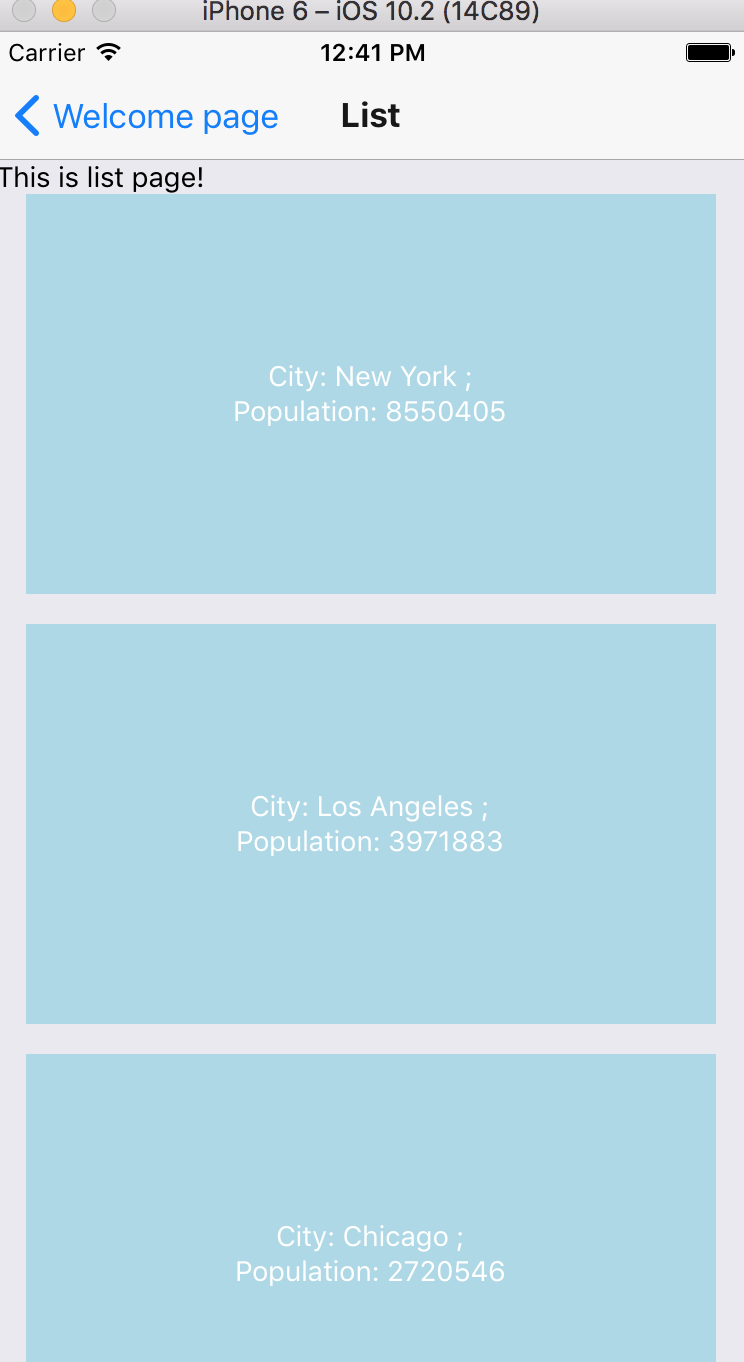 iPhone 6 – iOS 10.2 (14C89)
Carrier 12:41 PM
Welcome page List
This is list page!
City: New York ;
Population: 8550405
City: Los Angeles ;
Population: 3971883
City: Chicago ;
Population: 2720546